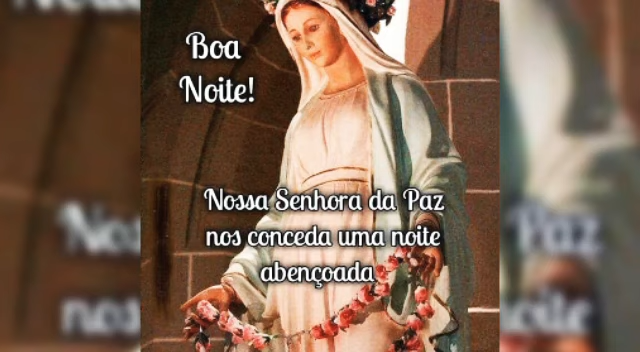 Boa
Noite!
Nossa Senhora da Paz
nos conceda uma noite
abençoada